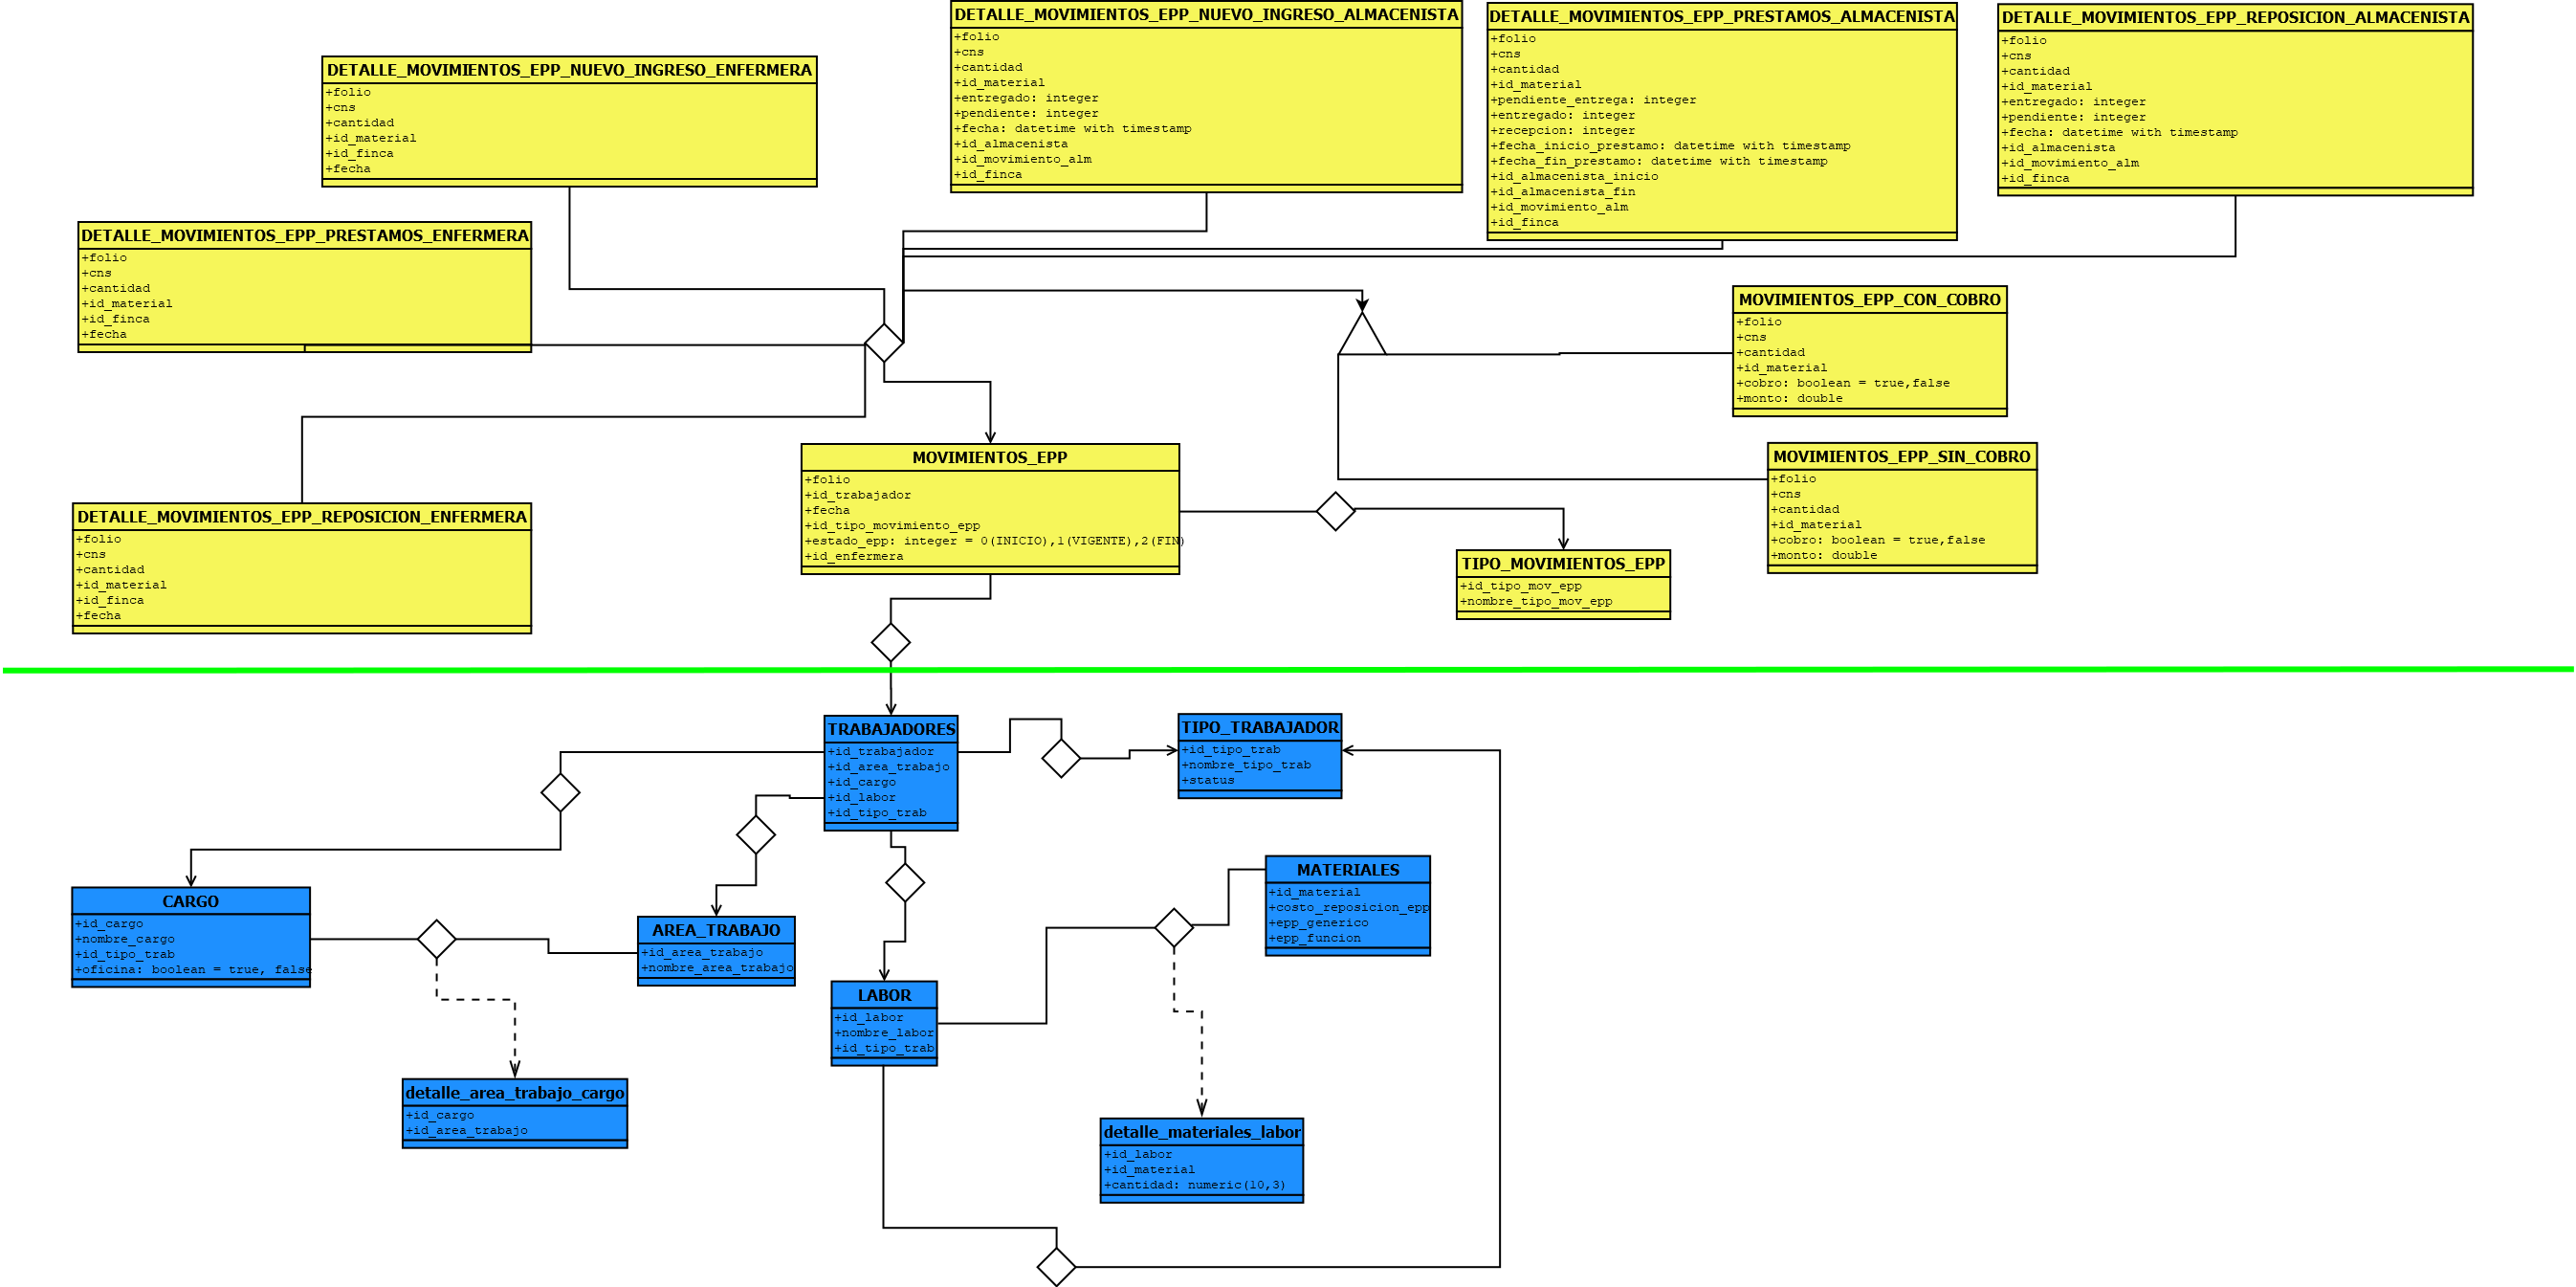 DETALLE_MOVIMIENTOS_EPP_NUEVO_INGRESO_ALMACENISTA
+folio
+cns
+cantidad
+id_material
+entregado: integer
+pendiente: integer
+fecha: datetime with timestamp
+id_almacenista
+id_movimiento_alm
+id_finca
DETALLE_MOVIMIENTOS_EPP_PRESTAMOS_ALMACENISTA
+folio
+cns
+cantidad
+id_material
+pendiente_entrega: integer
+entregado: integer
+recepcion: integer
+fecha_inicio_prestamo: datetime with timestamp
+fecha_fin_prestamo: datetime with timestamp
+id_almacenista_inicio
+id_almacenista_fin
+id_movimiento_alm
+id_finca
DETALLE_MOVIMIENTOS_EPP_REPOSICION_ALMACENISTA
+folio
+cns
+cantidad
+id_material
+entregado: integer
+pendiente: integer
+fecha: datetime with timestamp
+id_almacenista
+id_movimiento_alm
+id_finca
DETALLE_MOVIMIENTOS_EPP_NUEVO_INGRESO_ENFERMERA
+folio
+cns
+cantidad
+id_material
+id_finca
+fecha
DETALLE_MOVIMIENTOS_EPP_PRESTAMOS_ENFERMERA
+folio
+cns
+cantidad
+id_material
+id_finca
+fecha
MOVIMIENTOS_EPP_CON_COBRO
+folio
+cns
+cantidad
+id_material
+cobro: boolean = true,false
+monto: double
MOVIMIENTOS_EPP
+folio
+id_trabajador
+fecha
+id_tipo_movimiento_epp
+estado_epp: integer = 0(INICIO),1(VIGENTE),2(FIN)
+id_enfermera
MOVIMIENTOS_EPP_SIN_COBRO
+folio
+cns
+cantidad
+id_material
+cobro: boolean = true,false
+monto: double
DETALLE_MOVIMIENTOS_EPP_REPOSICION_ENFERMERA
+folio
+cns
+cantidad
+id_material
+id_finca
+fecha
TIPO_MOVIMIENTOS_EPP
+id_tipo_mov_epp
+nombre_tipo_mov_epp
TRABAJADORES
+id_trabajador
+id_area_trabajo
+id_cargo
+id_labor
+id_tipo_trab
TIPO_TRABAJADOR
+id_tipo_trab
+nombre_tipo_trab
+status
MATERIALES
+id_material
+costo_reposicion_epp
+epp_generico
+epp_funcion
CARGO
+id_cargo
+nombre_cargo
+id_tipo_trab
+oficina: boolean = true, false
AREA_TRABAJO
+id_area_trabajo
+nombre_area_trabajo
LABOR
+id_labor
+nombre_labor
+id_tipo_trab
detalle_area_trabajo_cargo
+id_cargo
+id_area_trabajo
detalle_materiales_labor
+id_labor
+id_material
+cantidad: numeric(10,3)